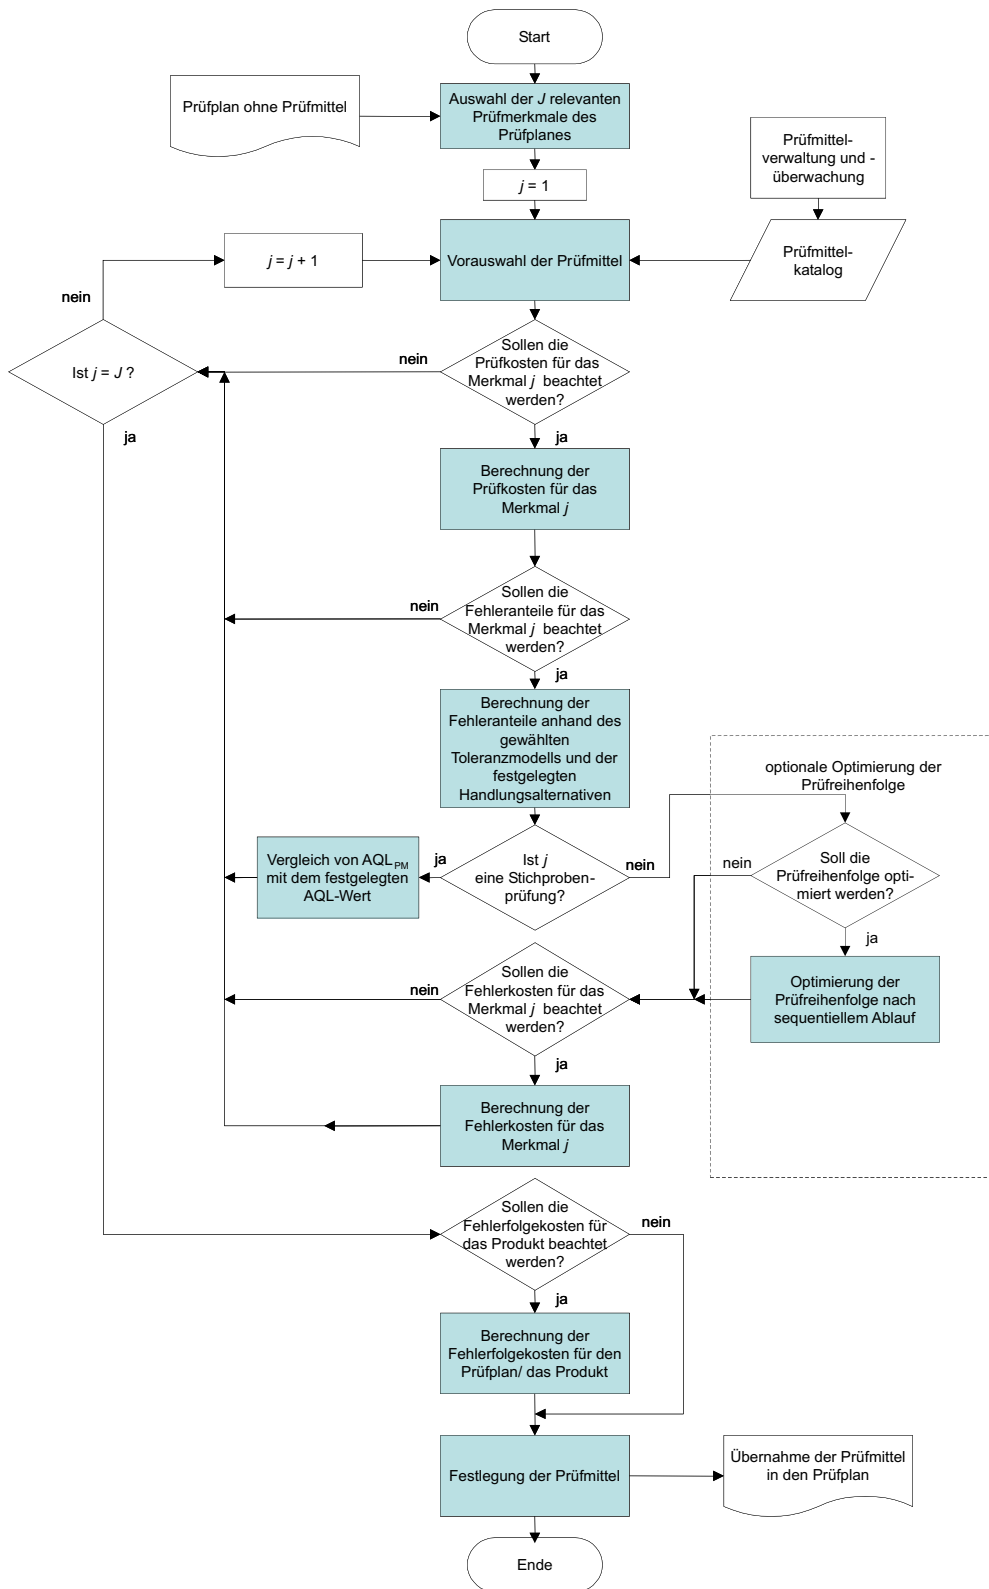 Start
Prüfplan ohne Prüfmittel
Auswahl der J relevanten
Prüfmerkmale des
Prüfplanes
Prüfmittel-
verwaltung und -
überwachung
j = 1
j = j + 1
Vorauswahl der Prüfmittel
Prüfmittel-
katalog
nein
Ist j = J ?
nein
Sollen die
Prüfkosten für das
Merkmal j beachtet
werden?
ja
ja
Berechnung der
Prüfkosten für das
Merkmal j
nein
Sollen die
Fehleranteile für das
Merkmal j beachtet
werden?
ja
Berechnung der
Fehleranteile anhand des
gewählten
Toleranzmodells und der
festgelegten
Handlungsalternativen
optionale Optimierung der
Prüfreihenfolge
Vergleich von AQL PM
mit dem festgelegten
AQL-Wert
ja
Ist j
eine Stichproben-
prüfung?
nein
nein
Soll die
Prüfreihenfolge opti-
miert werden?
ja
nein
Sollen die
Fehlerkosten für das
Merkmal j beachtet
werden?
Optimierung der
Prüfreihenfolge nach
sequentiellem Ablauf
ja
Berechnung der
Fehlerkosten für das
Merkmal j
Sollen die
Fehlerfolgekosten für
das Produkt beachtet
werden?
nein
ja
Berechnung der
Fehlerfolgekosten für den
Prüfplan/ das Produkt
Festlegung der Prüfmittel
Übernahme der Prüfmittel
in den Prüfplan
Ende